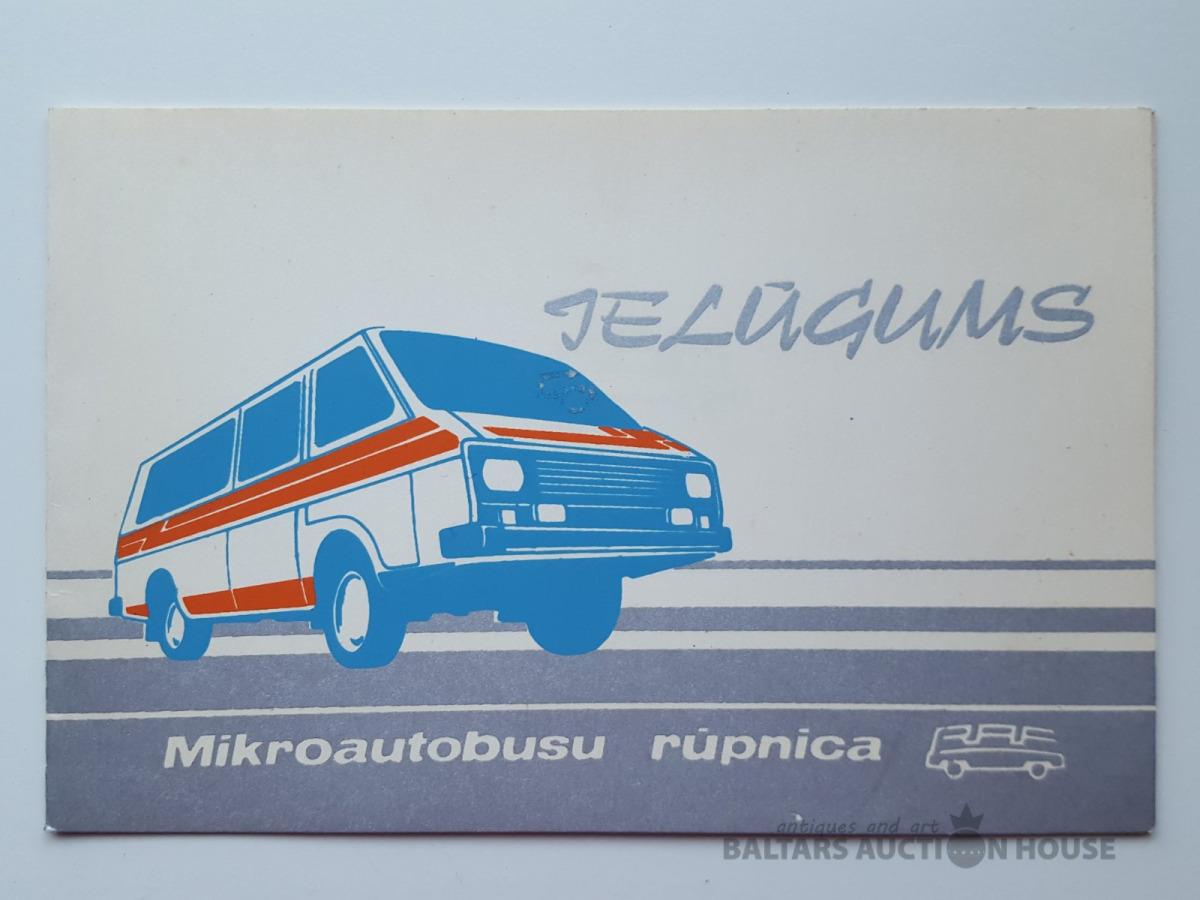 IELŪGUMS
Mikroautobusu rūpnica
RAF
antiques and art
BALTARS AUCTION HOUSE